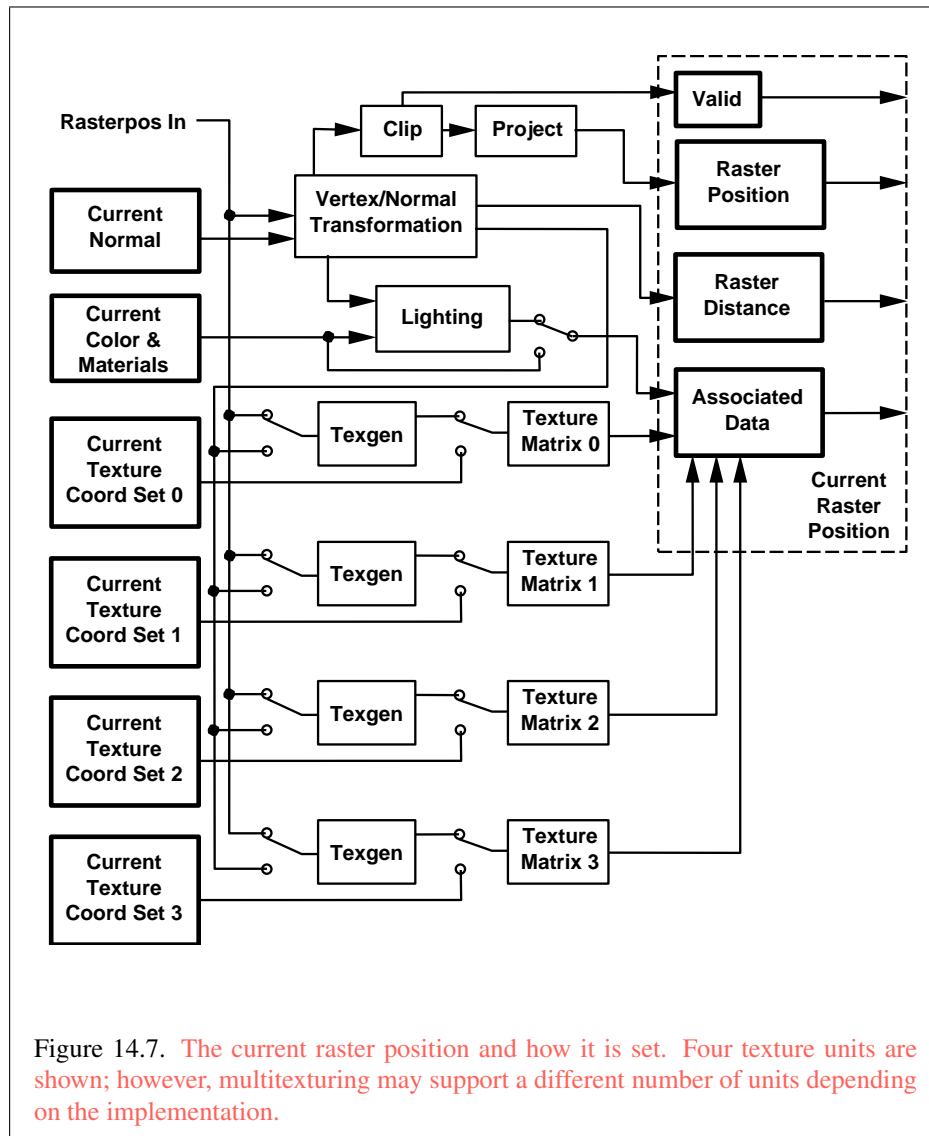 Rasterpos In
Clip
Project
Valid
Raster
Position
Current
Normal
Vertex/Normal
Transformation
Raster
Distance
Current
Color &
Materials
Lighting
Associated
Data
Current
Raster
Position
Current
Texture
Coord Set 0
Texgen
Texture
Matrix 0
Current
Texture
Coord Set 1
Texgen
Texture
Matrix 1
Current
Texture
Coord Set 2
Texgen
Texture
Matrix 2
Current
Texture
Coord Set 3
Texgen
Texture
Matrix 3
Figure 14.7. The current raster position and how it is set. Four texture units are
shown; however, multitexturing may support a different number of units depending
on the implementation.